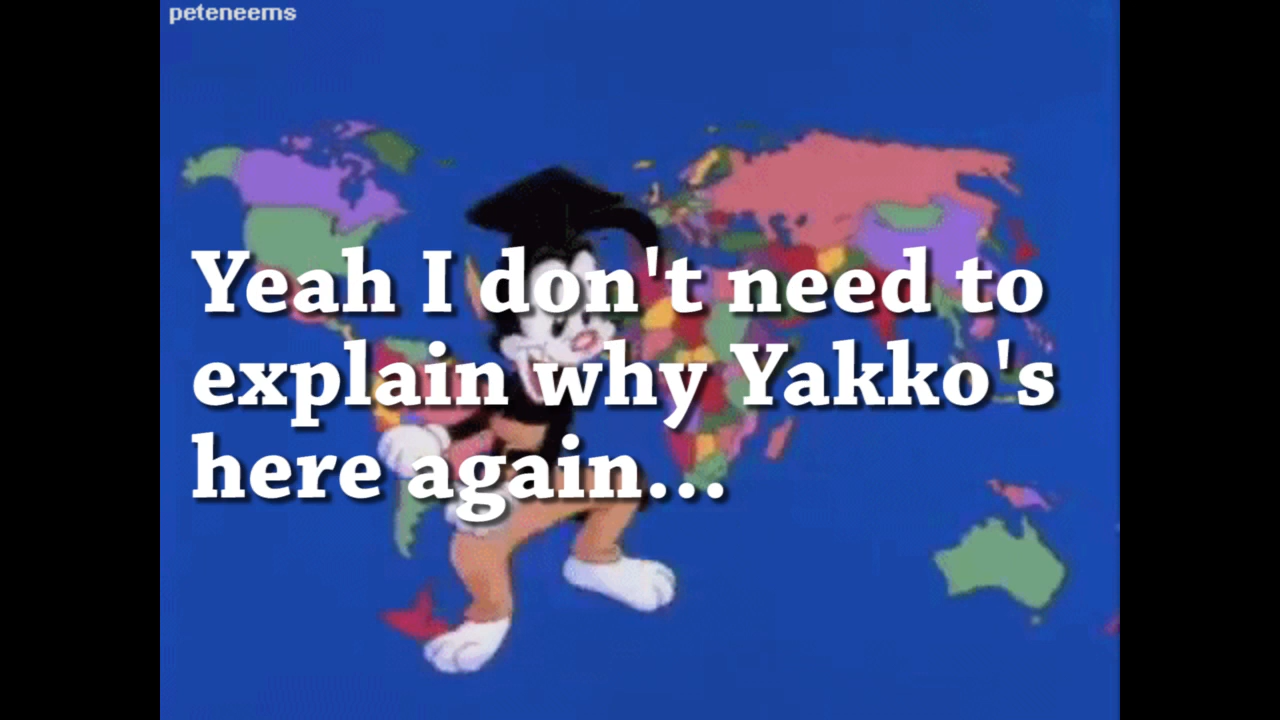 peteneems
Yeah I don't need to
explain why Yakko's
here again...